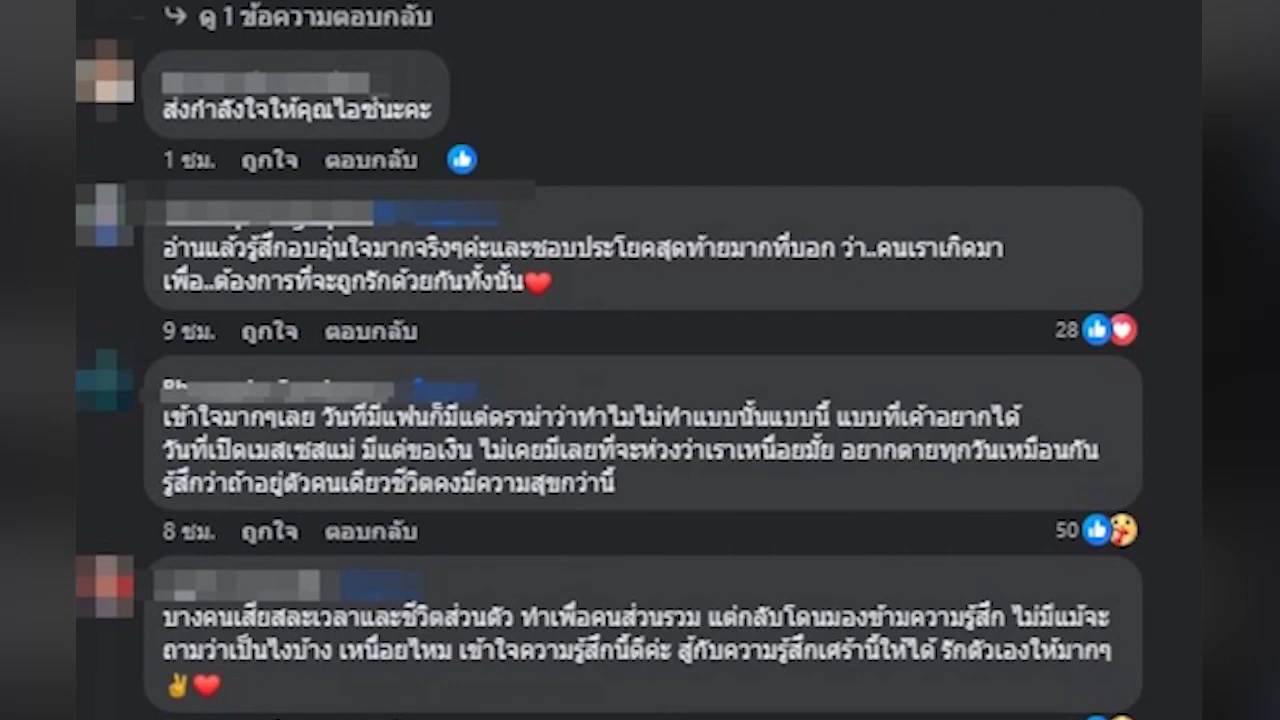 ดู 1 ข้อความตอบกลับ
ส่งกำลังใจให้คุณไอซ์นะคะ
1 ชม. ถูกใจ ตอบกลับ
อ่านแล้วรู้สึกอบอุ่นใจมากจริงๆค่ะและชอบประโยคสุดท้ายมากที่บอก ว่า..คนเราเกิดมา
เพื่อ..ต้องการที่จะถูกรักด้วยกันทั้งนั้น❤️
9 ชม. ถูกใจ ตอบกลับ 28
เข้าใจมากๆเลย วันที่มีแฟนก็มีแต่ดราม่าว่าทำไมไม่ทำแบบนั้นแบบนี้ แบบที่เค้าอยากได้
วันที่เปิดเมสเซสแม่ มีแต่ขอเงิน ไม่เคยมีเลยที่จะห่วงว่าเราเหนื่อยมั้ย อยากตายทุกวันเหมือนกัน
รู้สึกว่าถ้าอยู่ตัวคนเดียวชีวิตคงมีความสุขกว่านี้
8 ชม. ถูกใจ ตอบกลับ 50
บางคนเสียสละเวลาและชีวิตส่วนตัว ทำเพื่อคนส่วนรวม แต่กลับโดนมองข้ามความรู้สึก ไม่มีแม้จะ
ถามว่าเป็นไงบ้าง เหนื่อยไหม เข้าใจความรู้สึกนี้ดีค่ะ สู้กับความรู้สึกเศร้านี้ให้ได้ รักตัวเองให้มากๆ
✌️❤️